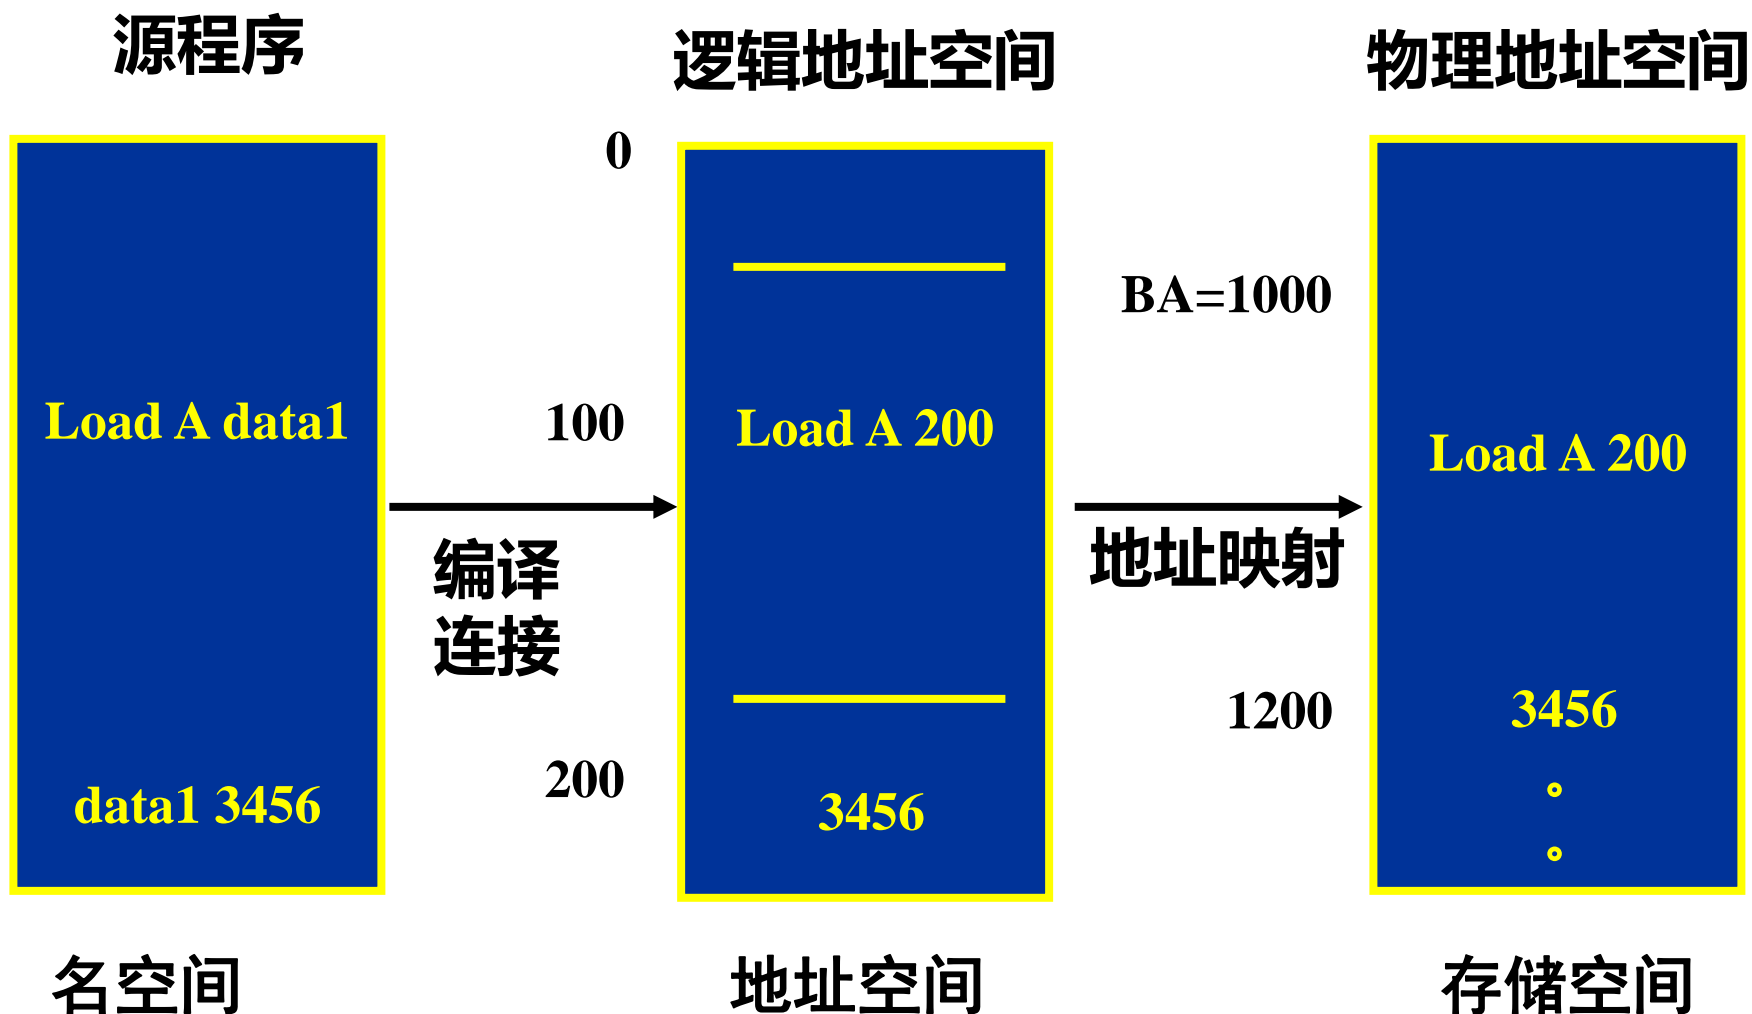 源程序
逻辑地址空间
物理地址空间
0
BA=1000
Load A data1
100
Load A 200
Load A 200
编译
连接
地址映射
1200
3456
200
data1 3456
3456
名空间
地址空间
存储空间